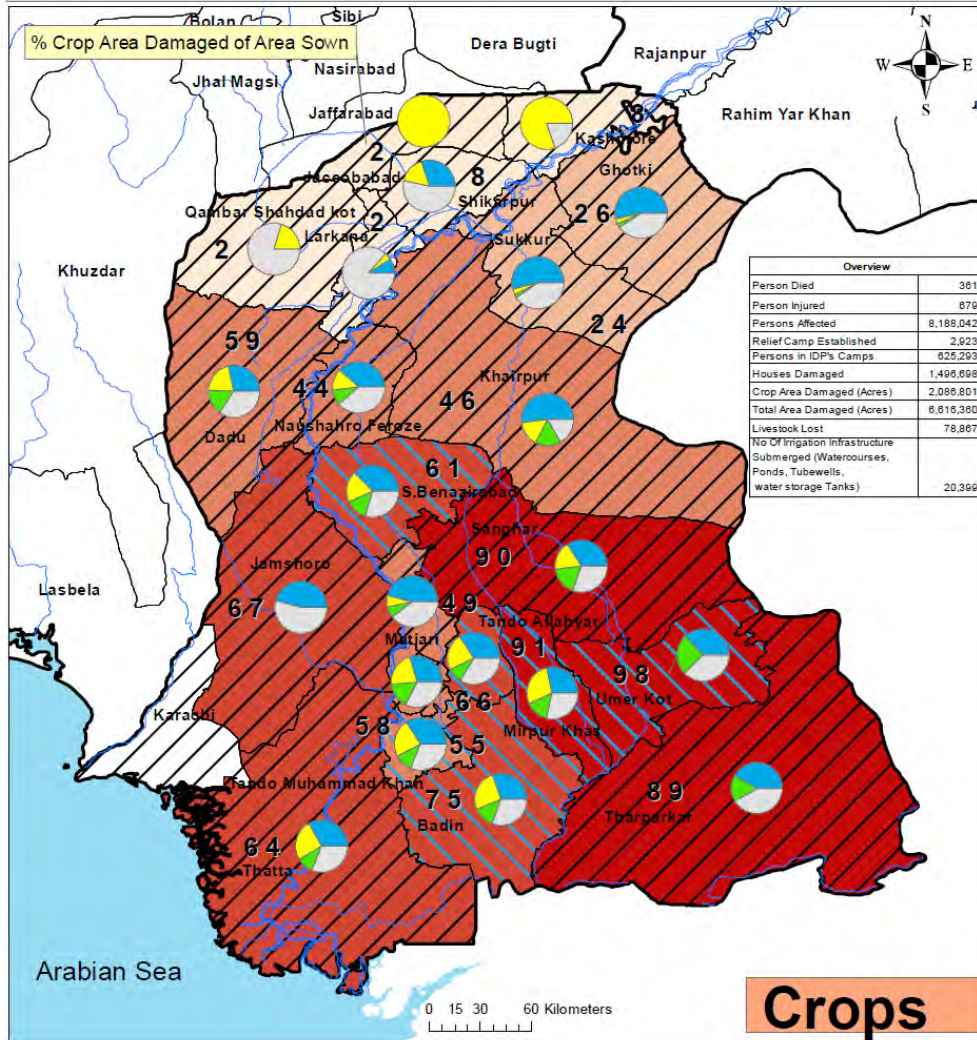 Bolan
Sibi
% Crop Area Damaged of Area Sown
Dera Bugti
Rajanpur
N
W E
S
Nasirabad
Jhal Magsi
Jaffarabad
Rahim Yar Khan
8
Kashmore
2
Ghotki
Jaccobabad
8
Shikarpur
Qambar Shahdad kot
2
26
Larkana
Sukkur
2
Khuzdar
24
59
Khairpur
44
46
Naushahro Feroze
Dadu
61
S.Benazirabad
Sanghar
90
Jamshoro
Lasbela
67
49
Matjari
Tando Allahyar
91
98
Umer Kot
66
Mirpur Khas
Karachi
58
55
Tando Muhammad Khan
75
Badin
89
Tharparkar
64
Thatta
Arabian Sea
0 15 30 60 Kilometers
Crops
Overview
Person Died 361
Person Injured 679
Persons Affected 8,188,042
Relief Camp Established 2,923
Persons in IDP's Camps 625,293
Houses Damaged 1,496,698
Crop Area Damaged (Acres) 2,086,801
Total Area Damaged (Acres) 6,616,360
Livestock Lost 78,867
No Of Irrigation Infrastructure
Submerged (Watercourses,
Ponds, Tubewells,
water storage Tanks) 20,399